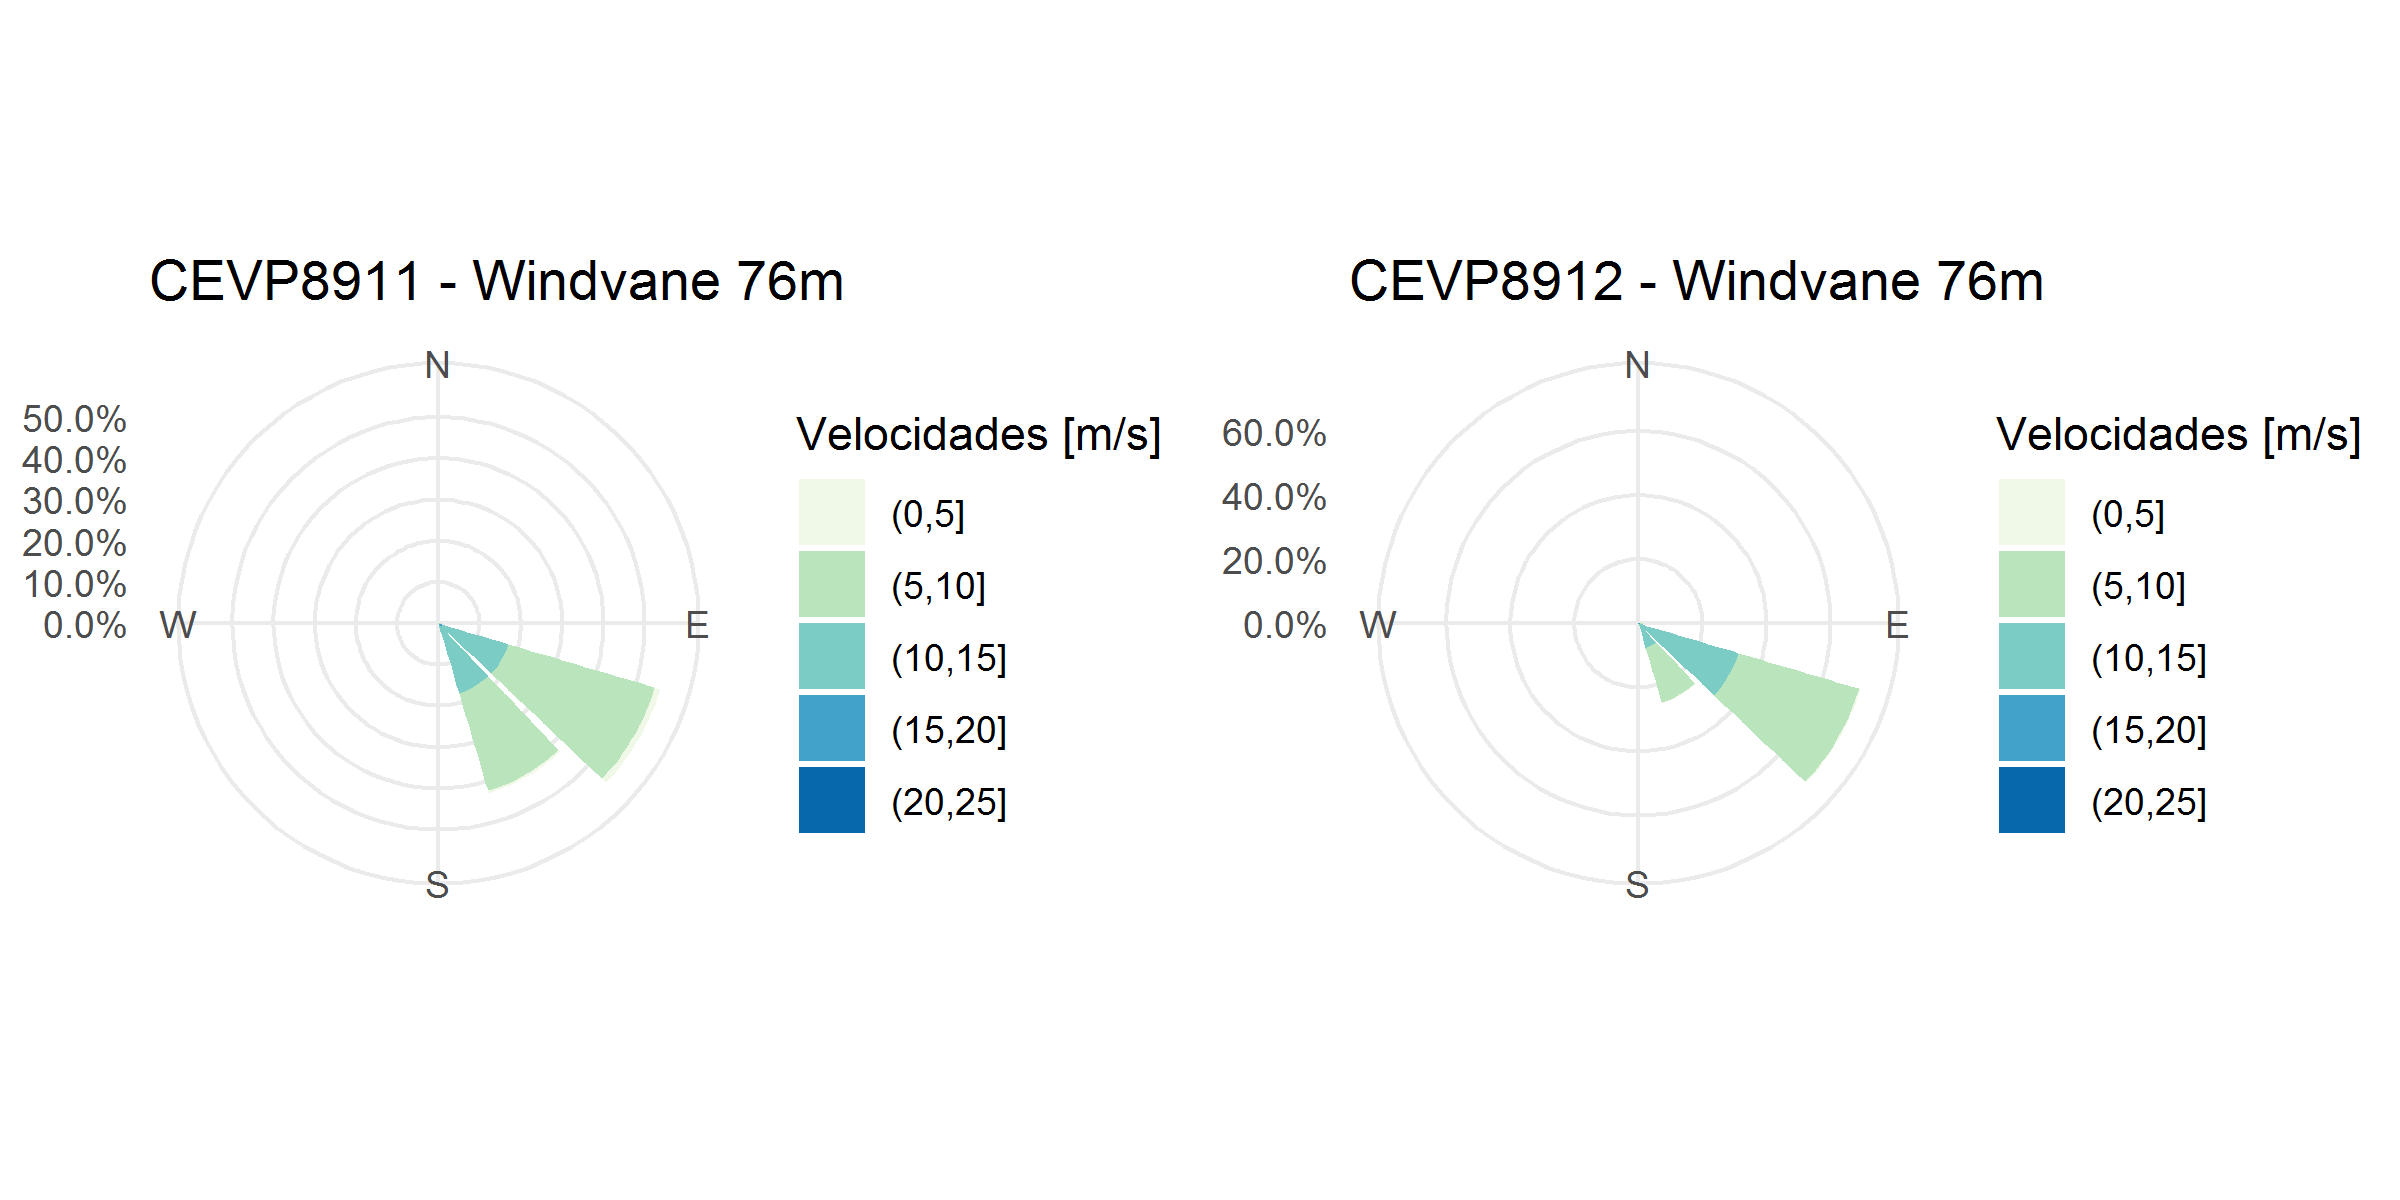 CEVP8911 - Windvane 76m
N
50.0%
40.0%
30.0%
20.0%
10.0%
0.0%
W
E
S
Velocidades [m/s]
(0,5]
(5,10]
(10,15]
(15,20]
(20,25]
CEVP8912 - Windvane 76m
N
60.0%
40.0%
20.0%
0.0%
W
E
S
Velocidades [m/s]
(0,5]
(5,10]
(10,15]
(15,20]
(20,25]